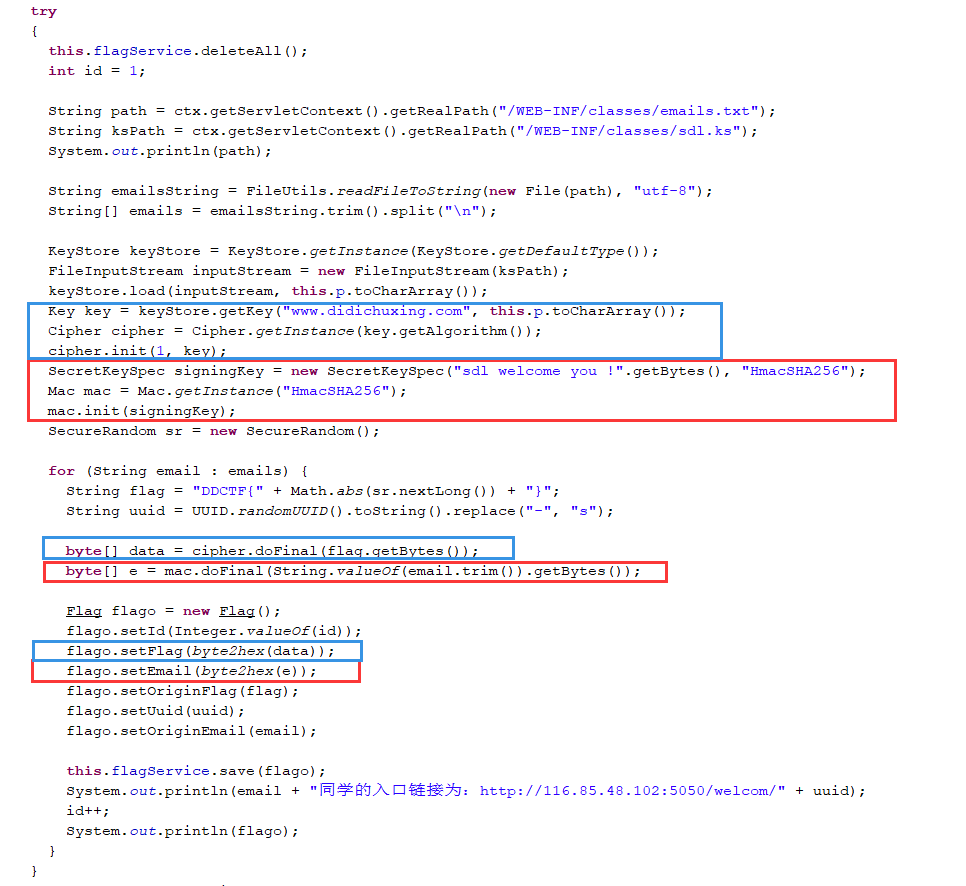 try
{
this.flagService.deleteAll();
int id = 1;
String path = ctx.getServletContext().getRealPath("/WEB-INF/classes/emails.txt");
String ksPath = ctx.getServletContext().getRealPath("/WEB-INF/classes/sdl.ks");
System.out.println(path);
String emailsString = FileUtils.readFileToString(new File(path), "utf-8");
String[] emails = emailsString.trim().split("\n");
KeyStore keyStore = KeyStore.getInstance(KeyStore.getDefaultType());
FileInputStream inputStream = new FileInputStream(ksPath);
keyStore.load(inputStream, this.p.toCharArray());
Key key = keyStore.getKey("www.didichuxing.com", this.p.toCharArray());
Cipher cipher = Cipher.getInstance(key.getAlgorithm());
cipher.init(1, key);
SecretKeySpec signingKey = new SecretKeySpec("sdl welcome you !".getBytes(), "HmacSHA256");
Mac mac = Mac.getInstance("HmacSHA256");
mac.init(signingKey);
SecureRandom sr = new SecureRandom();
for (String email : emails) {
String flag = "DDCTF{" + Math.abs(sr.nextLong()) + "}";
String uuid = UUID.randomUUID().toString().replace("-", "s");
byte[] data = cipher.doFinal(flag.getBytes());
byte[] e = mac.doFinal(String.valueOf(email.trim()).getBytes());
Flag flago = new Flag();
flago.setId(Integer.valueOf(id));
flago.setFlag(byte2hex(data));
flago.setEmail(byte2hex(e));
flago.setOriginFlag(flag);
flago.setUuid(uuid);
flago.setOriginEmail(email);
this.flagService.save(flago);
System.out.println(email + "同学的入口链接为：http://116.85.48.102:5050/welcom/" + uuid);
id++;
System.out.println(flago);
}
}